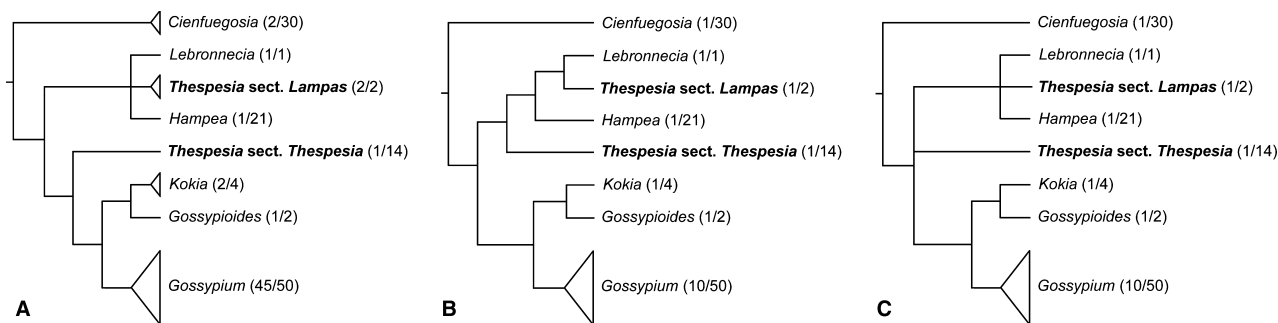 Cienfuegosia (2/30)
Lebronnecia (1/1)
Thespesia sect. Lampas (2/2)
Hampea (1/21)
Thespesia sect. Thespesia (1/14)
Kokia (2/4)
Gossypioides (1/2)
Gossypium (45/50)
A
Cienfuegosia (1/30)
Lebronnecia (1/1)
Thespesia sect. Lampas (1/2)
Hampea (1/21)
Thespesia sect. Thespesia (1/14)
Kokia (1/4)
Gossypioides (1/2)
Gossypium (10/50)
B
Cienfuegosia (1/30)
Lebronnecia (1/1)
Thespesia sect. Lampas (1/2)
Hampea (1/21)
Thespesia sect. Thespesia (1/14)
Kokia (1/4)
Gossypioides (1/2)
Gossypium (10/50)
C